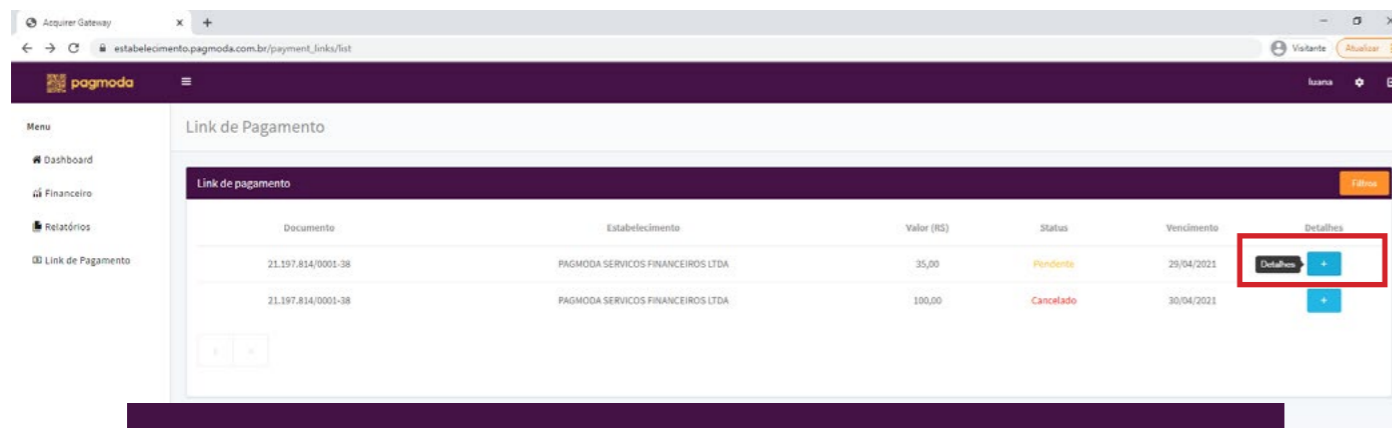 Acquirer Gateway
estabelecimento.pagmoda.com.br/payment_links/list
Visitante
Atualizar
pagmoda
luana
Menu
Link de Pagamento
Dashboard
Financeiro
Relatórios
Link de Pagamento
Link de pagamento
Filtros
Documento Estabelecimento Valor (R$) Status Vencimento Detalhes
21.197.814/0001-38 PAGMODA SERVICOS FINANCEIROS LTDA 35,00 Pendente 29/04/2021 Detalhes +
21.197.814/0001-38 PAGMODA SERVICOS FINANCEIROS LTDA 100,00 Cancelado 30/04/2021 +